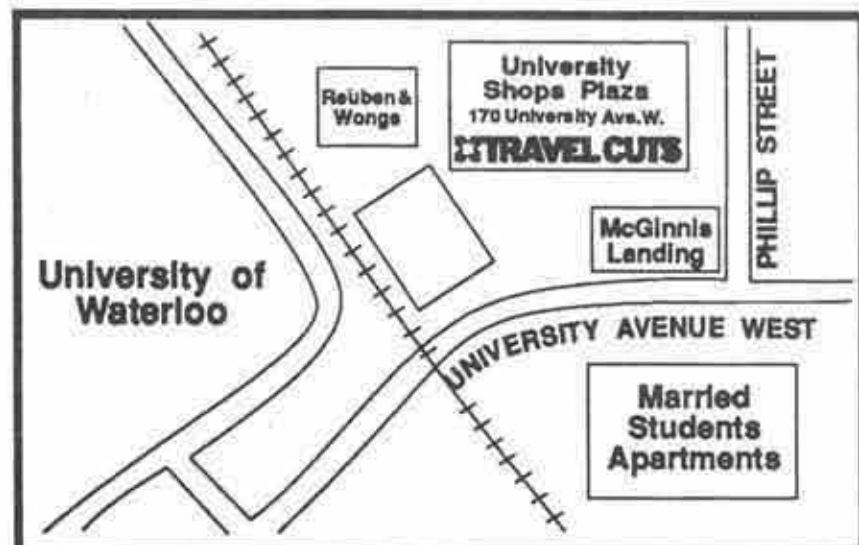 Reuben &
Wongs
University
Shops Plaza
170 University Ave.W.
TRAVEL CUTS
PHILLIP STREET
McGinnis
Landing
University of
Waterloo
UNIVERSITY AVENUE WEST
Married
Students
Apartments